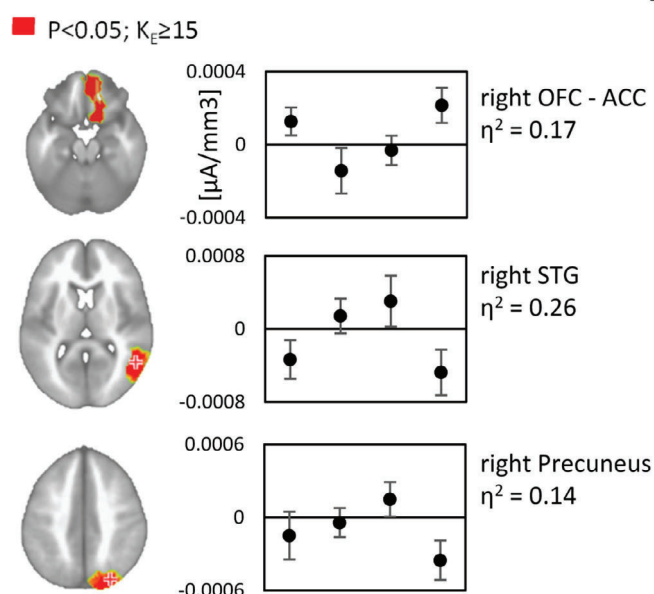 P<0.05; KE≥15
0.0004
[µA/mm3]
0
-0.0004
right OFC - ACC
η² = 0.17
0.0008
0
-0.0008
right STG
η² = 0.26
0.0006
0
-0.0006
right Precuneus
η² = 0.14